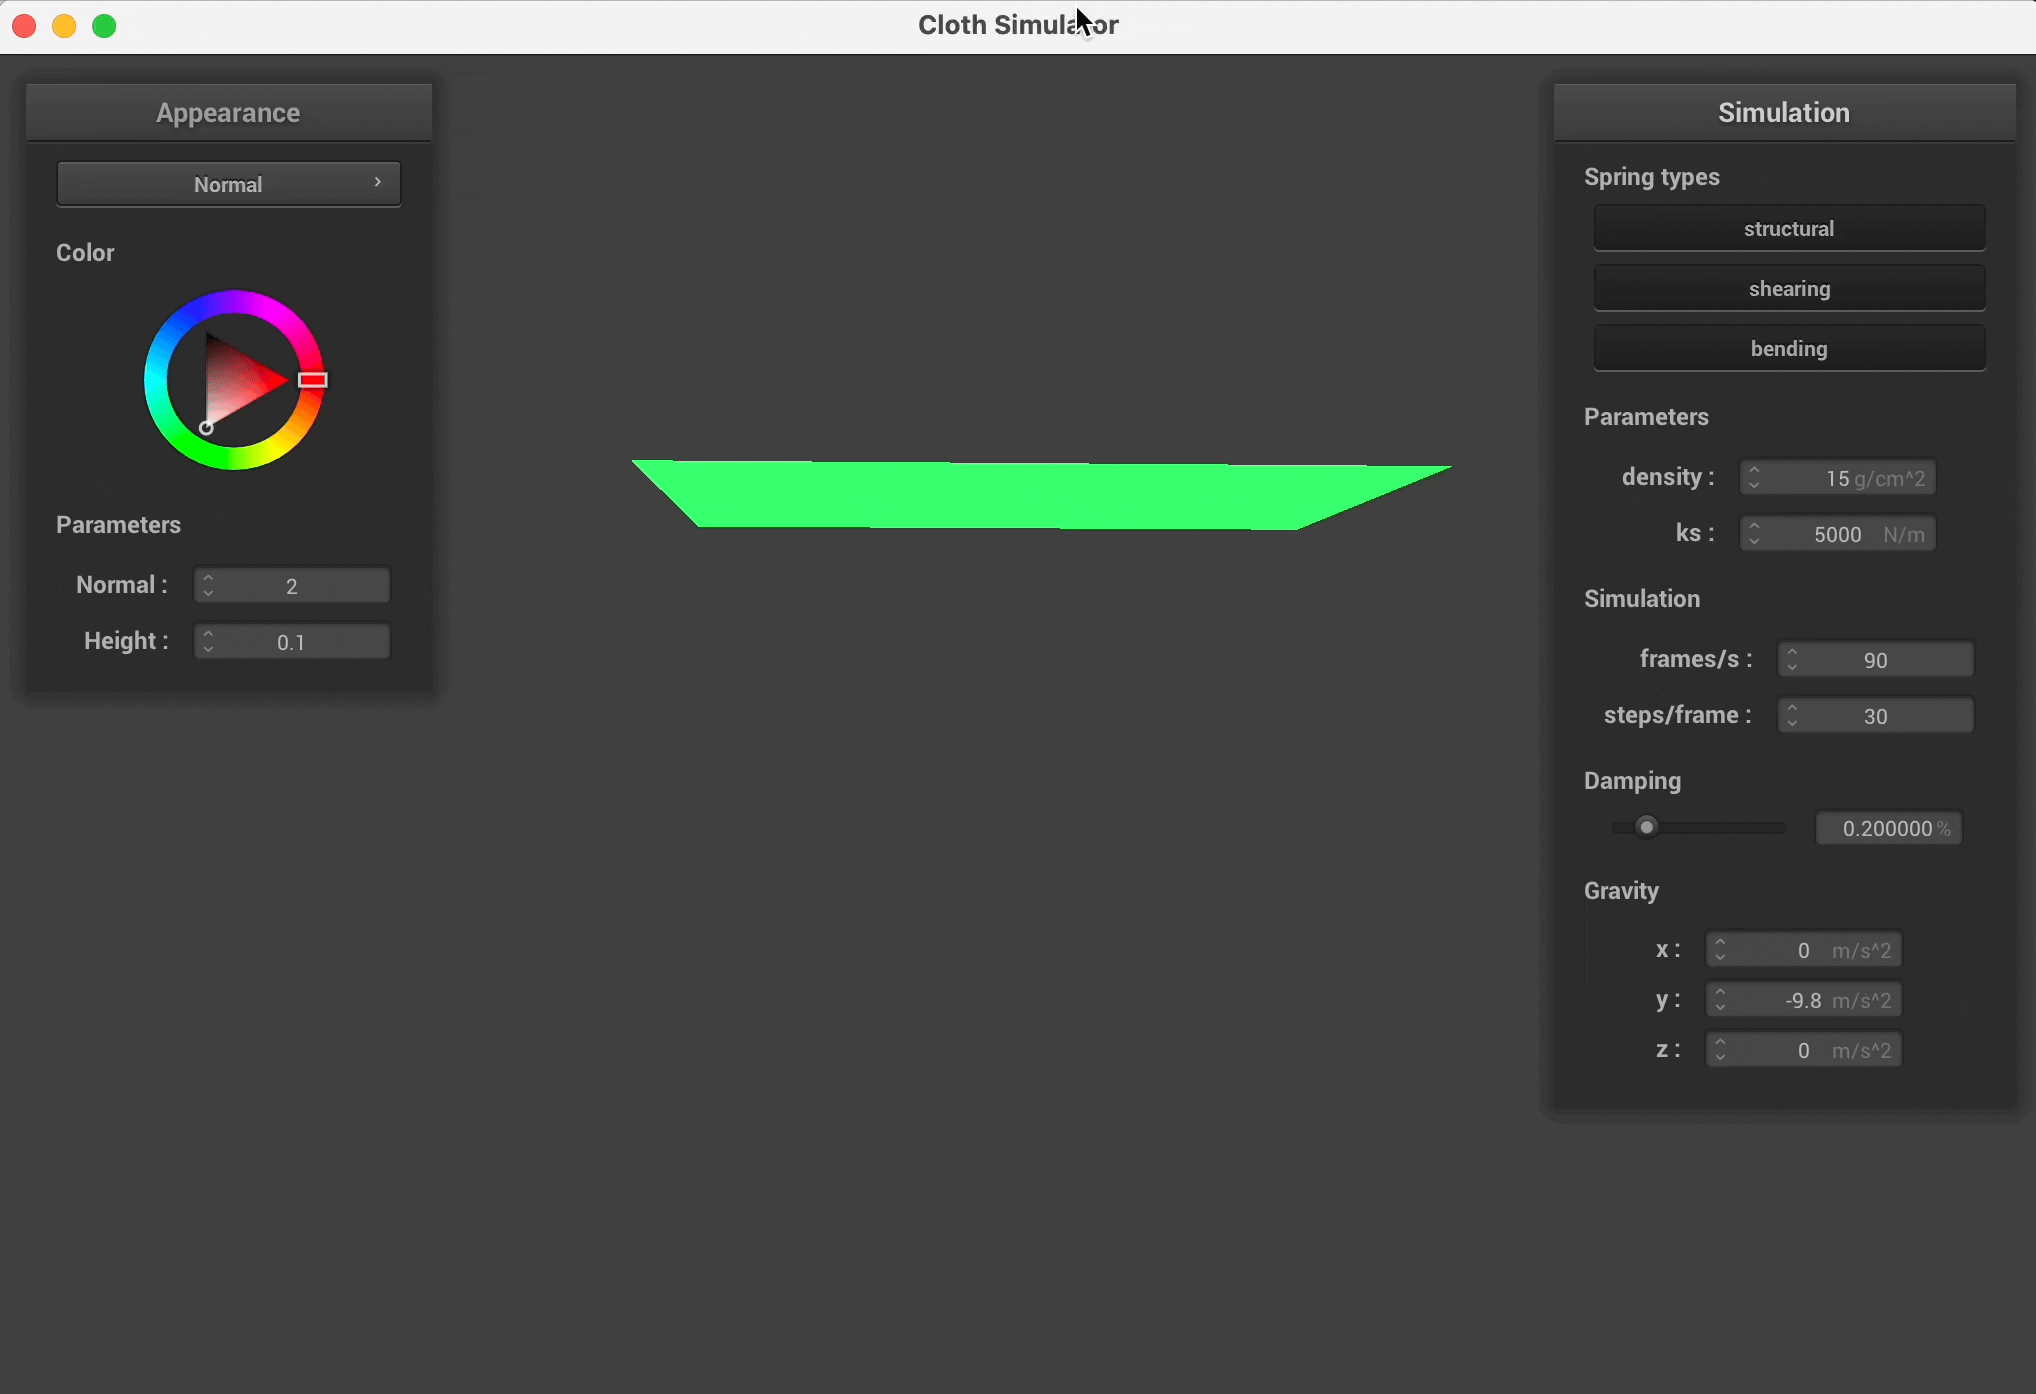 Cloth Simulator
Appearance
Normal
Color
Parameters
Normal :
2
Height :
0.1
Simulation
Spring types
structural
shearing
bending
Parameters
density :
15 g/cm^2
ks :
5000 N/m
Simulation
frames/s :
90
steps/frame :
30
Damping
0.200000 %
Gravity
x :
0 m/s^2
y :
-9.8 m/s^2
z :
0 m/s^2